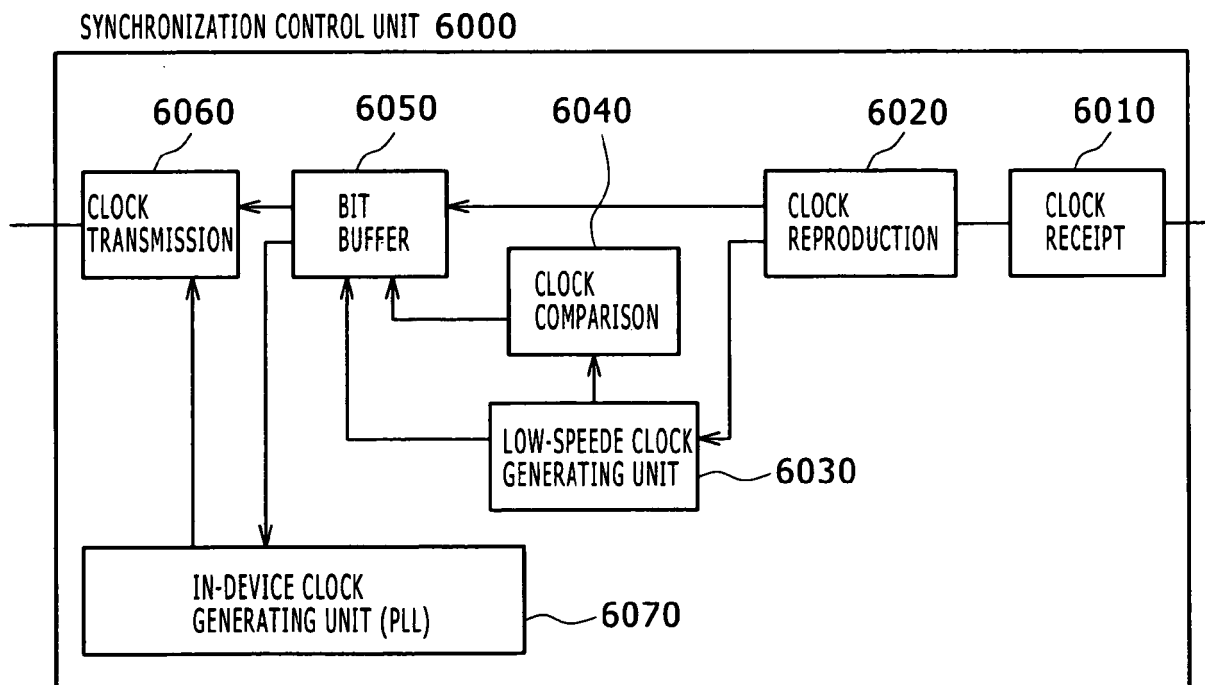 SYNCHRONIZATION CONTROL UNIT 6000
6060
6050
6040
6020
6010
CLOCK
TRANSMISSION
BIT
BUFFER
CLOCK
REPRODUCTION
CLOCK
RECEIPT
CLOCK
COMPARISON
LOW-SPEEDE CLOCK
GENERATING UNIT
6030
IN-DEVICE CLOCK
GENERATING UNIT (PLL)
6070